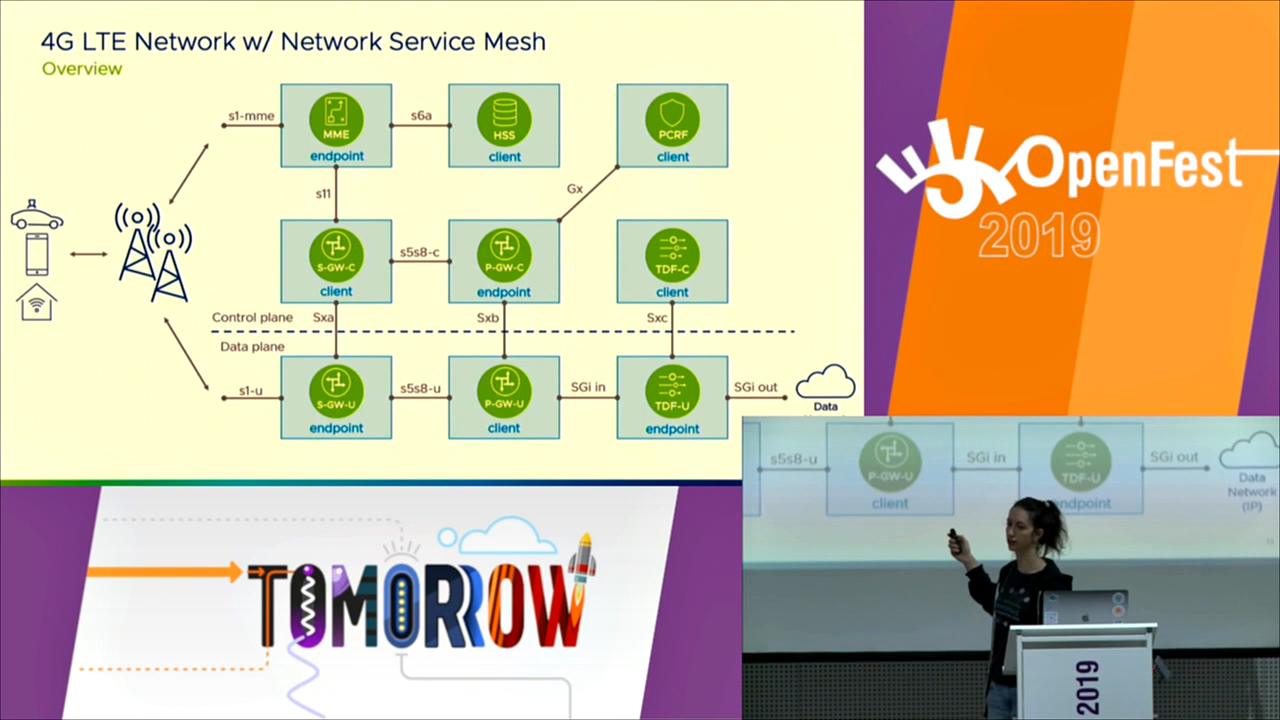 4G LTE Network w/ Network Service Mesh
Overview
s1-mme
MME
endpoint
s6a
HSS
client
PCRF
client
s11
Gx
S-GW-C
client
s5s8-c
P-GW-C
endpoint
TDF-C
client
Control plane
Sxa
Sxb
Sxc
Data plane
s1-u
S-GW-U
endpoint
s5s8-u
P-GW-U
client
SGi in
TDF-U
endpoint
SGi out
Data
OpenFest
2019
TOMORROW
s5s8-u
P-GW-U
client
SGi in
TDF-U
endpoint
SGi out
Data
Network
(IP)
2019